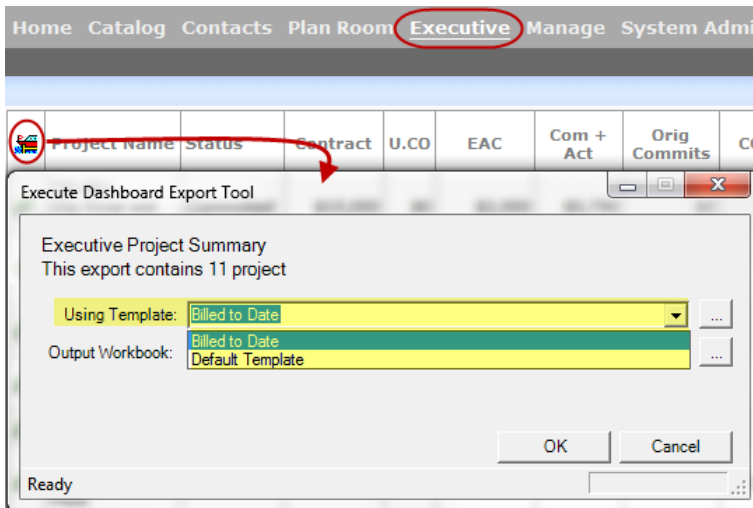 Home Catalog Contacts Plan Room Executive Manage System Admi
Project Name Status Contract U.CO EAC Com + Act Orig Commits
Execute Dashboard Export Tool
Executive Project Summary
This export contains 11 project
Using Template: Billed to Date ...
Billed to Date
Output Workbook: ...
Default Template
OK Cancel
Ready